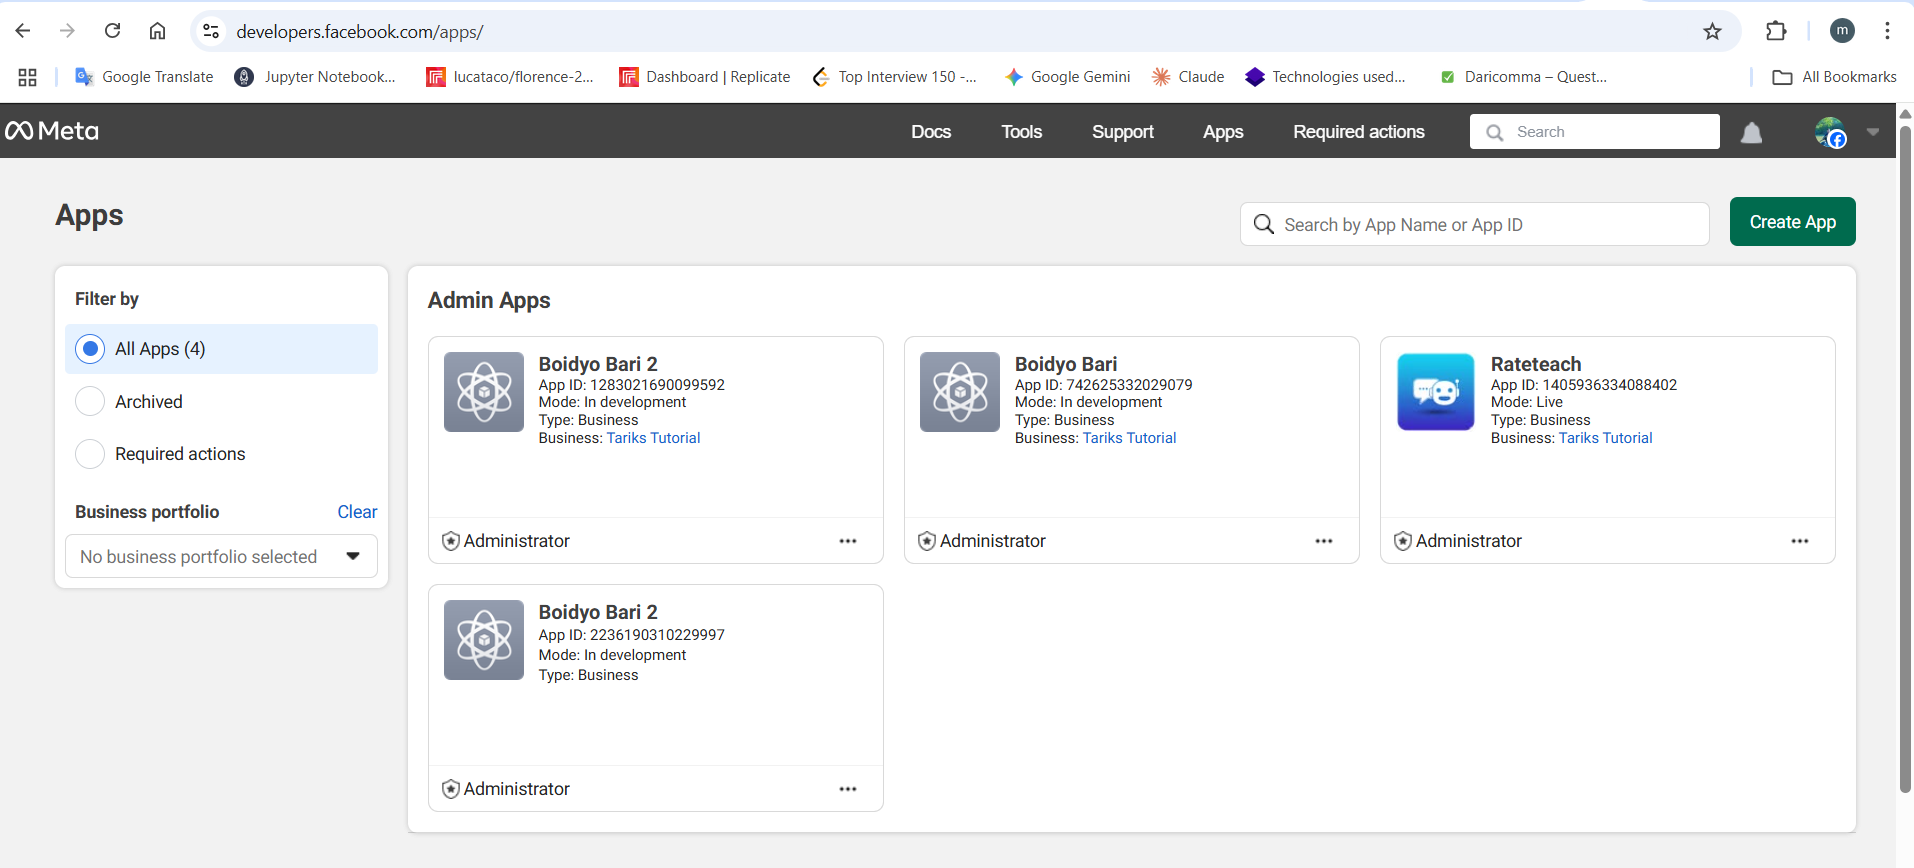 developers.facebook.com/apps/
m
Google Translate
Jupyter Notebook...
lucataco/florence-2...
Dashboard | Replicate
Top Interview 150 -...
Google Gemini
Claude
Technologies used...
Daricomma – Quest...
All Bookmarks
Meta
Docs
Tools
Support
Apps
Required actions
Search
Apps
Search by App Name or App ID
Create App
Filter by
All Apps (4)
Archived
Required actions
Business portfolio
Clear
No business portfolio selected
Admin Apps
Boidyo Bari 2
App ID: 1283021690099592
Mode: In development
Type: Business
Business: Tariks Tutorial
Administrator
Boidyo Bari
App ID: 742625332029079
Mode: In development
Type: Business
Business: Tariks Tutorial
Administrator
Rateteach
App ID: 1405936334088402
Mode: Live
Type: Business
Business: Tariks Tutorial
Administrator
Boidyo Bari 2
App ID: 2236190310229997
Mode: In development
Type: Business
Administrator